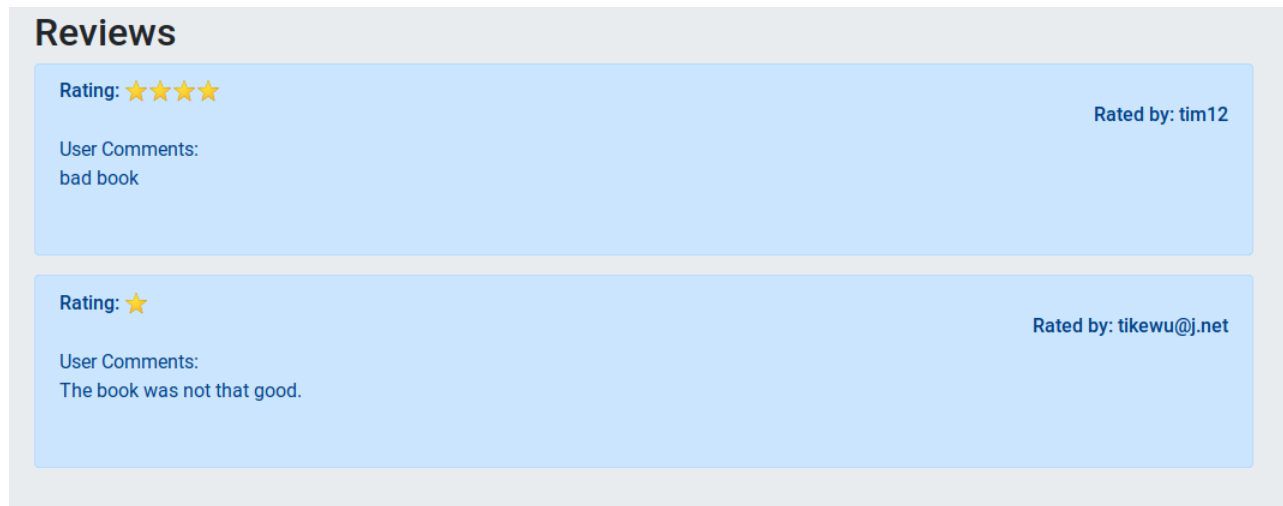 Reviews
Rating: ⭐⭐⭐⭐
Rated by: tim12
User Comments:
bad book
Rating: ⭐
Rated by: tikewu@j.net
User Comments:
The book was not that good.